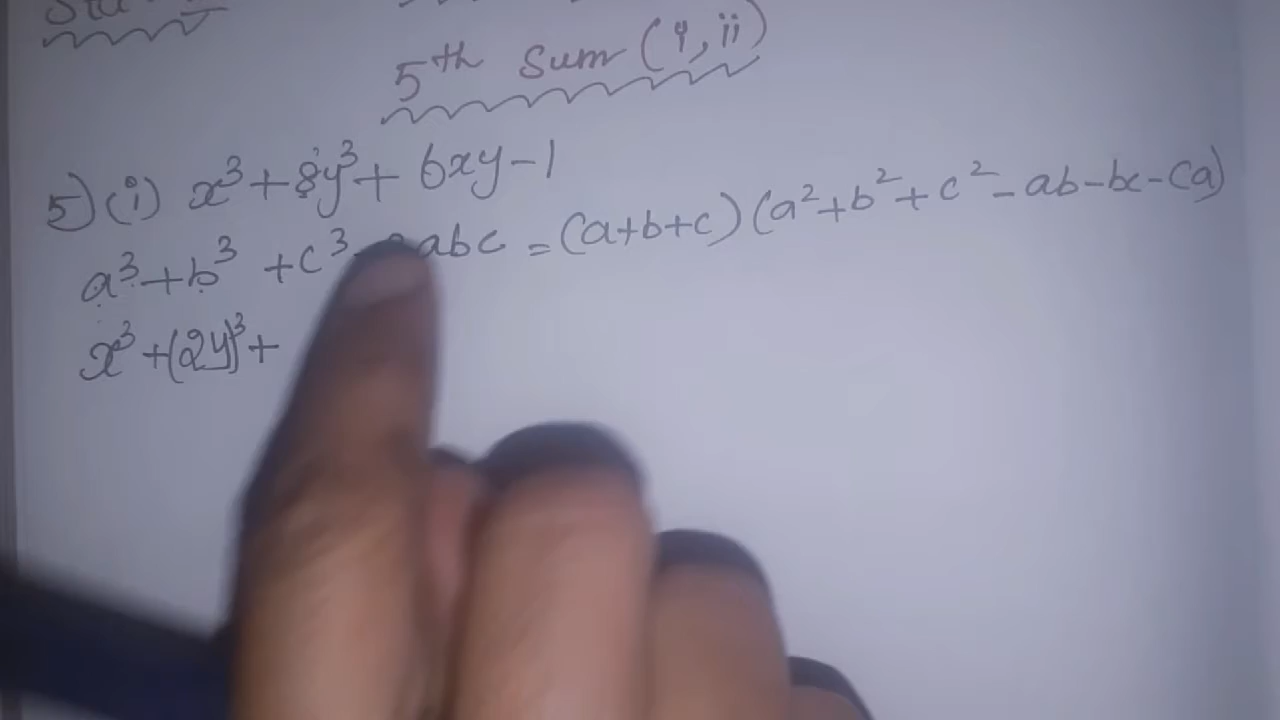 5th Sum (i, ii)
5) (i) x³ + 8y³ + 6xy - 1
a³ + b³ + c³ - 3abc = (a+b+c) (a² + b² + c² - ab - bc - ca)
x³ + (2y)³ +